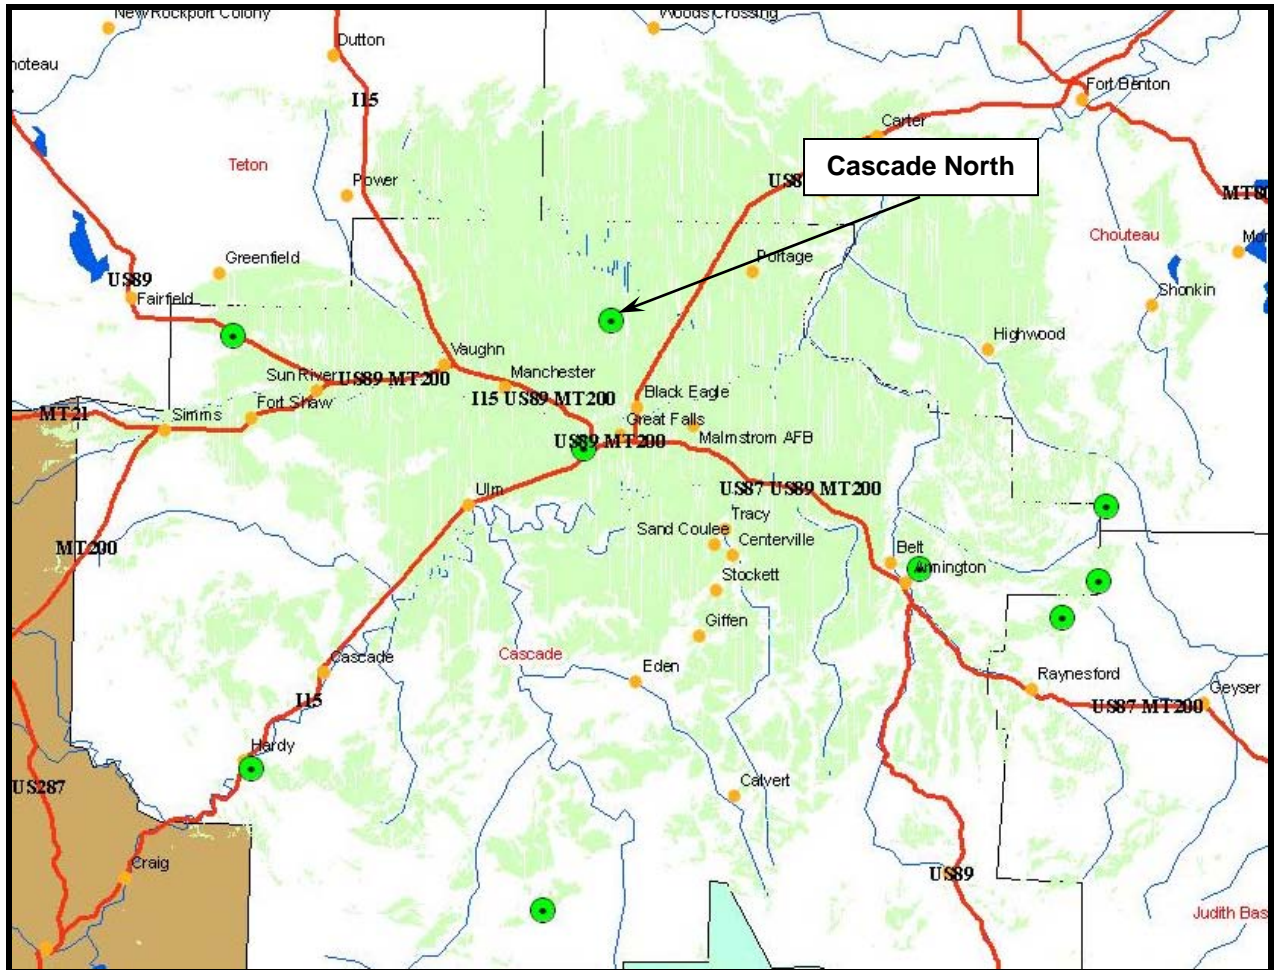 New Rockport Colony
Woods Crossing
Dutton
hoteau
Fort Benton
I15
Carter
Cascade North
Teton
US8
Power
MT80
Chouteau
Mor
Greenfield
Portage
US89
Shonkin
Fairfield
Highwood
Vaughn
Sun River
US89 MT200
Manchester
I15 US89 MT200
Black Eagle
MT21
Simms
Fort Shaw
Great Falls
US89 MT200
Malmstrom AFB
Ulm
US87 US89 MT200
Tracy
Sand Coulee
Centerville
MT200
Belt
Armington
Stockett
Giffen
Cascade
Cascade
Eden
Raynesford
Geyser
I15
US87 MT200
Hardy
US287
Calvert
Craig
US89
Judith Bas